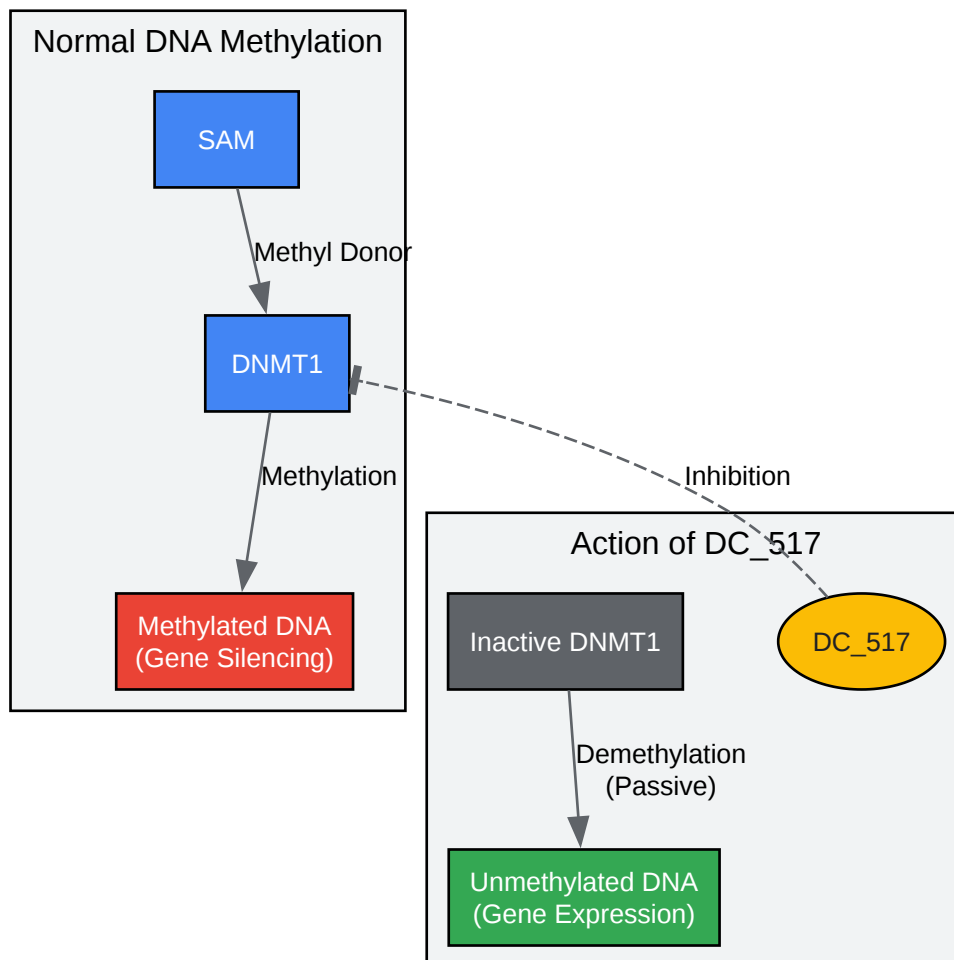 Normal DNA Methylation
SAM
Methyl Donor
DNMT1
Methylation
Methylated DNA
(Gene Silencing)
Inhibition
Action of DC_517
Inactive DNMT1
DC_517
Demethylation
(Passive)
Unmethylated DNA
(Gene Expression)